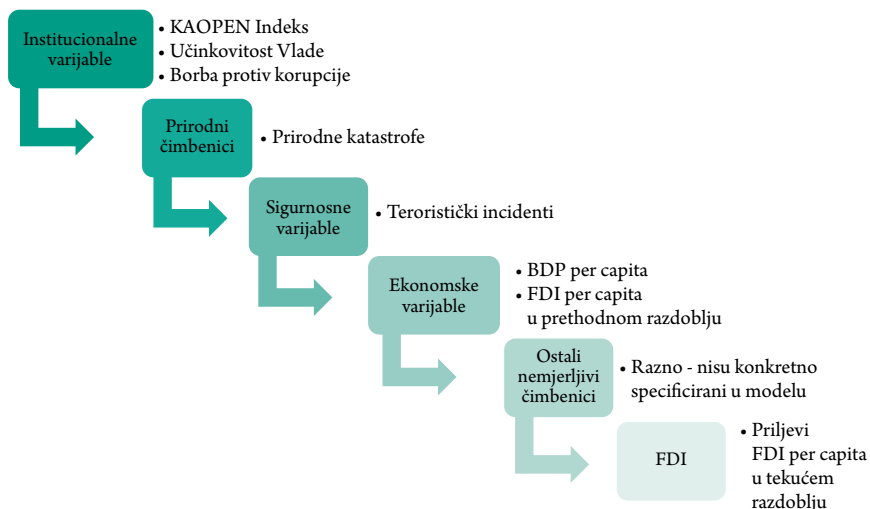 Institucionalne
varijable
• KAOPEN Indeks
• Učinkovitost Vlade
• Borba protiv korupcije
Prirodni
čimbenici
• Prirodne katastrofe
Sigurnosne
varijable
• Teroristički incidenti
Ekonomske
varijable
• BDP per capita
• FDI per capita
u prethodnom razdoblju
Ostali
nemjerljivi
čimbenici
• Razno - nisu konkretno
specificirani u modelu
FDI
• Priljevi
FDI per capita
u tekućem
razdoblju